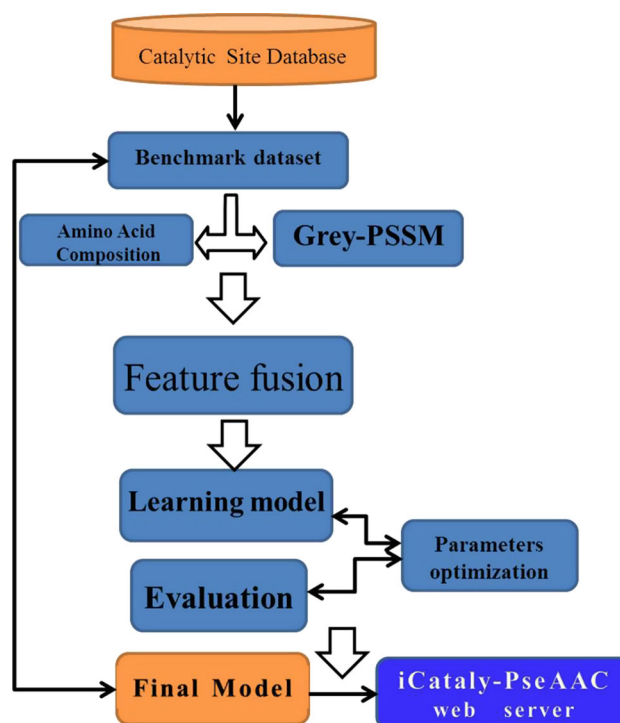 Catalytic Site Database
Benchmark dataset
Amino Acid
Composition
Grey-PSSM
Feature fusion
Learning model
Parameters
optimization
Evaluation
Final Model
iCataly-PseAAC
web server